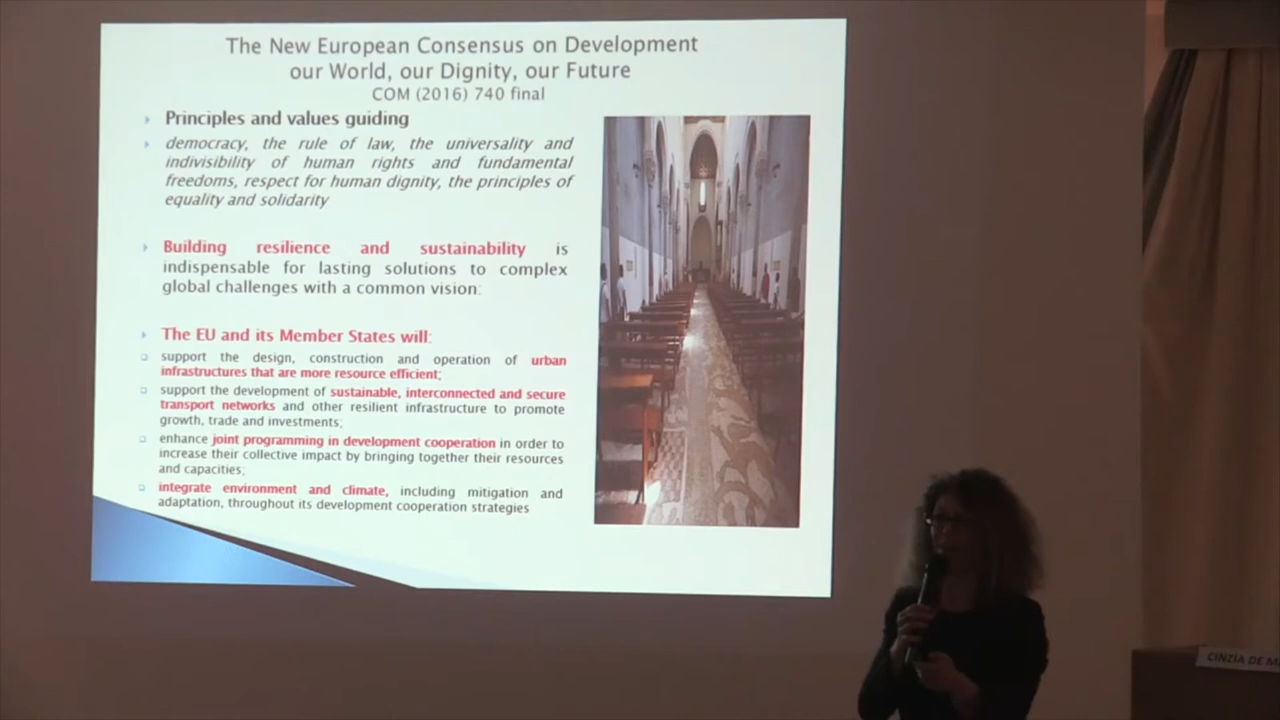 The New European Consensus on Development
our World, our Dignity, our Future
COM (2016) 740 final
Principles and values guiding
democracy, the rule of law, the universality and
indivisibility of human rights and fundamental
freedoms, respect for human dignity, the principles of
equality and solidarity
Building resilience and sustainability is
indispensable for lasting solutions to complex
global challenges with a common vision:
The EU and its Member States will:
support the design, construction and operation of urban
infrastructures that are more resource efficient;
support the development of sustainable, interconnected and secure
transport networks and other resilient infrastructure to promote
growth, trade and investments;
enhance joint programming in development cooperation in order to
increase their collective impact by bringing together their resources
and capacities;
integrate environment and climate, including mitigation and
adaptation, throughout its development cooperation strategies
CINZIA DE